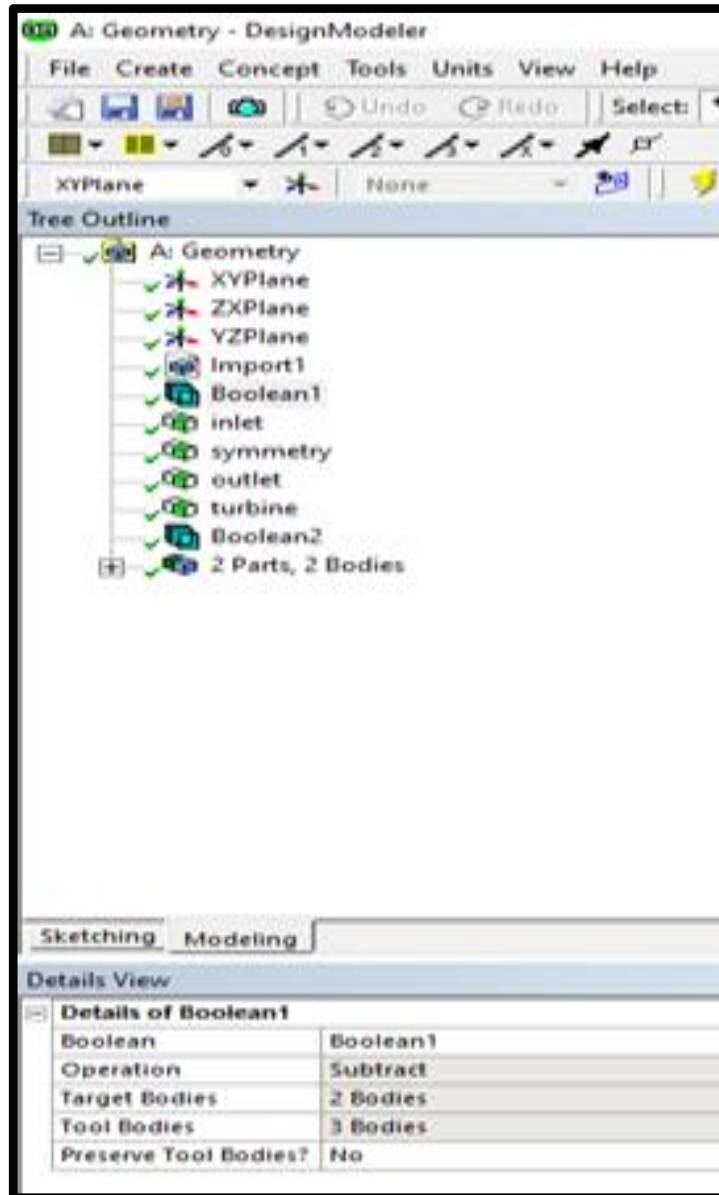 A: Geometry - DesignModeler
File Create Concept Tools Units View Help
Undo Redo Select:
XYPlane None
Tree Outline
A: Geometry
XYPlane
ZXPlane
YZPlane
Import1
Boolean1
inlet
symmetry
outlet
turbine
Boolean2
2 Parts, 2 Bodies
Sketching Modeling
Details View
Details of Boolean1
Boolean Boolean1
Operation Subtract
Target Bodies 2 Bodies
Tool Bodies 3 Bodies
Preserve Tool Bodies? No